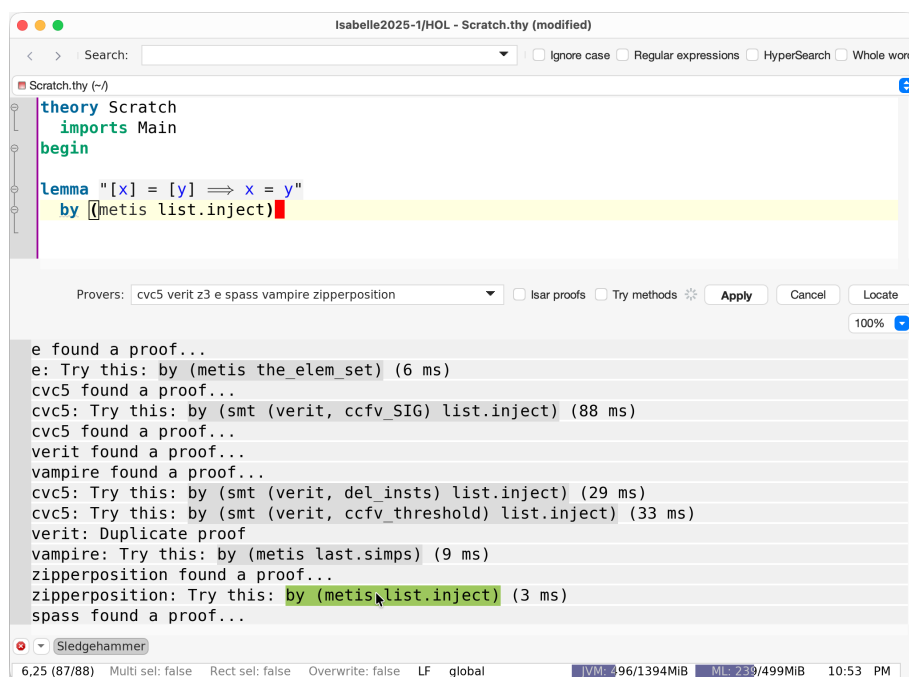 Isabelle2025-1/HOL - Scratch.thy (modified)
Search: Ignore case Regular expressions HyperSearch Whole word
Scratch.thy (~/)
theory Scratch
imports Main
begin
lemma "[x] = [y] ⟹ x = y"
by (metis list.inject)
Provers: cvc5 verit z3 e spass vampire zipperposition Isar proofs Try methods Apply Cancel Locate
100%
e found a proof...
e: Try this: by (metis the_elem_set) (6 ms)
cvc5 found a proof...
cvc5: Try this: by (smt (verit, ccfv_SIG) list.inject) (88 ms)
cvc5 found a proof...
verit found a proof...
vampire found a proof...
cvc5: Try this: by (smt (verit, del_insts) list.inject) (29 ms)
cvc5: Try this: by (smt (verit, ccfv_threshold) list.inject) (33 ms)
verit: Duplicate proof
vampire: Try this: by (metis last.simps) (9 ms)
zipperposition found a proof...
zipperposition: Try this: by (metis list.inject) (3 ms)
spass found a proof...
Sledgehammer
6,25 (87/88) Multi sel: false Rect sel: false Overwrite: false LF global JVM: 496/1394MiB ML: 239/499MiB 10:53 PM